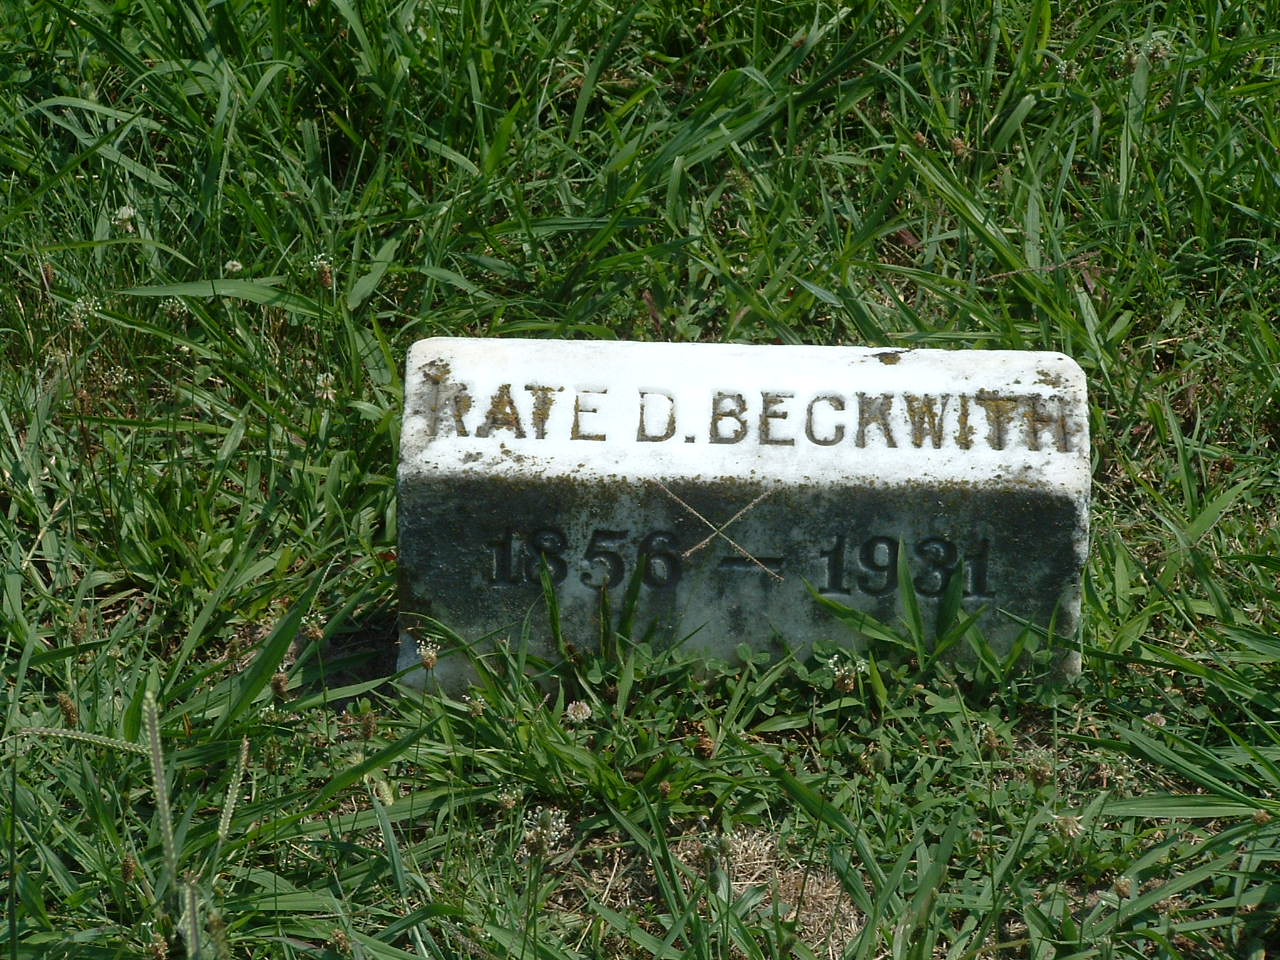 KATE D. BECKWITH
1856 — 1931